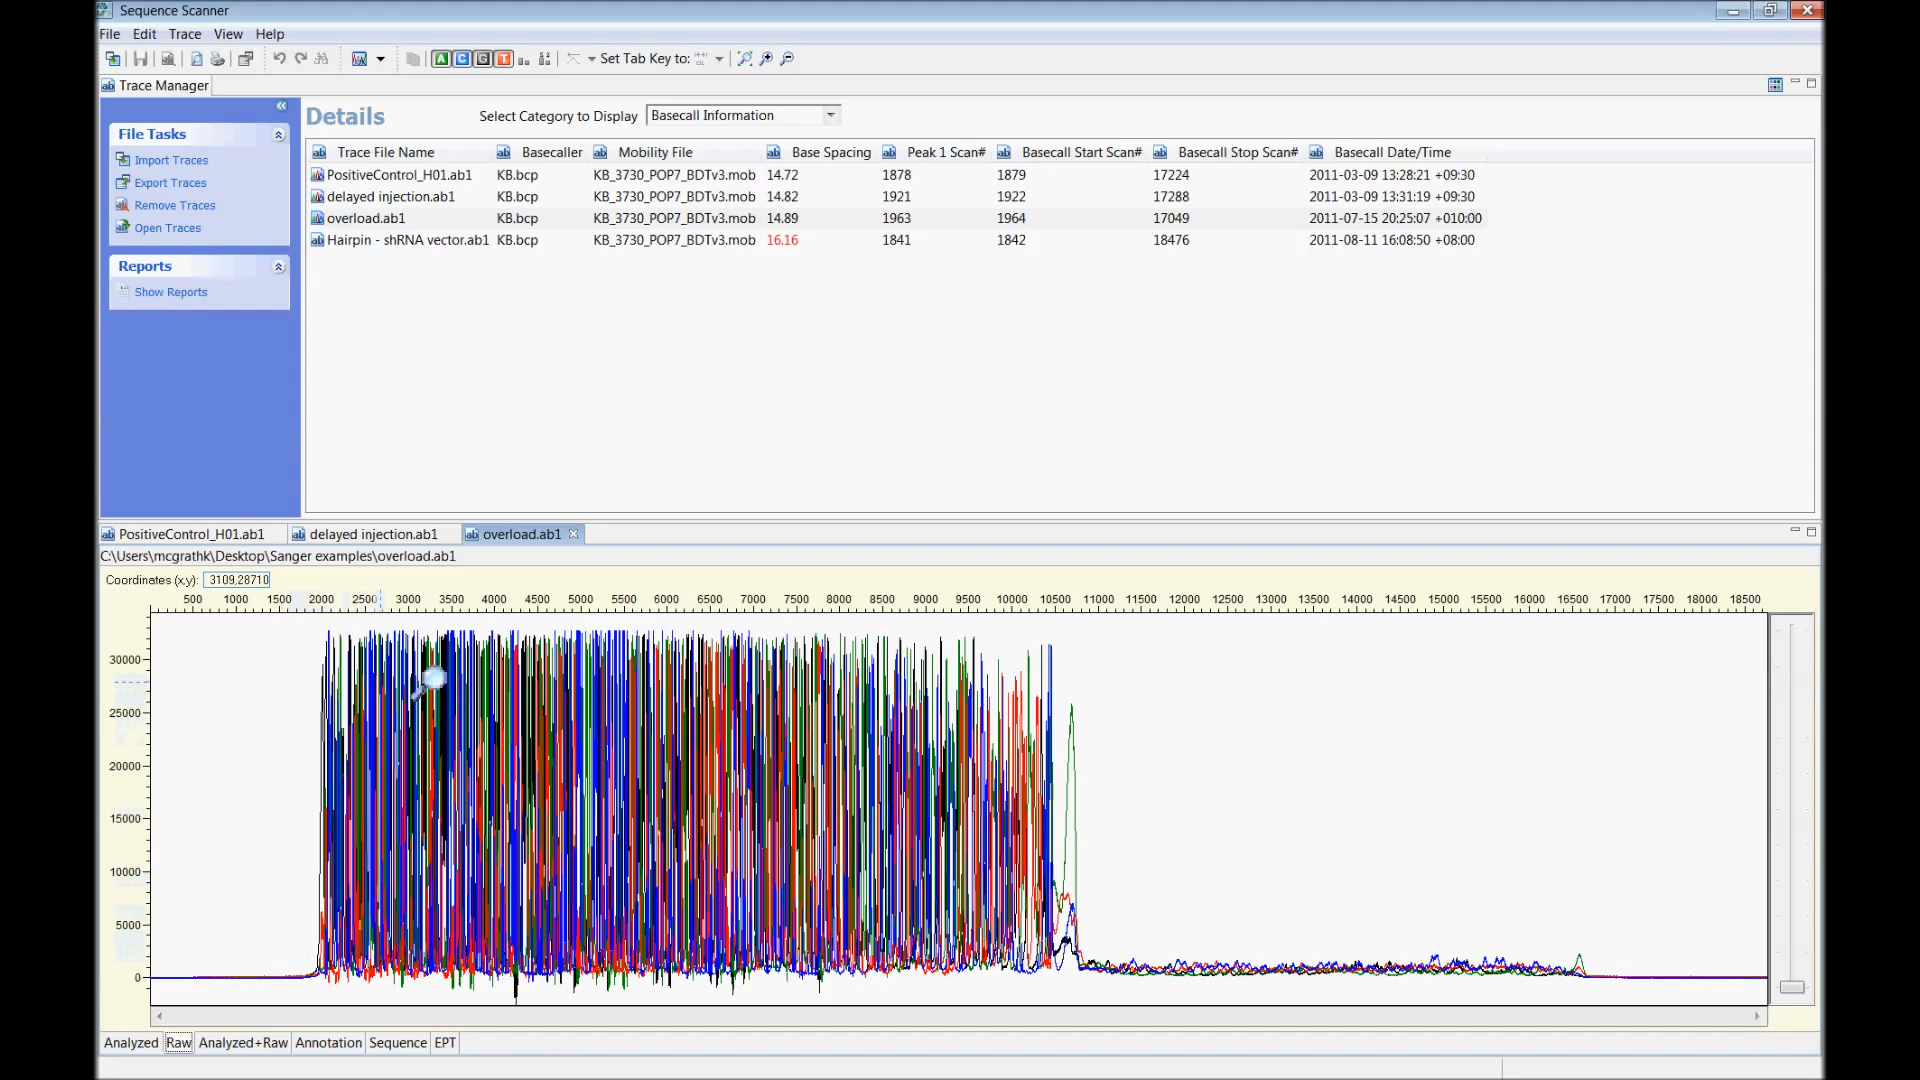 Sequence Scanner
File Edit Trace View Help
A C G T Set Tab Key to:
Trace Manager
File Tasks
Import Traces
Export Traces
Remove Traces
Open Traces
Reports
Show Reports
Details Select Category to Display Basecall Information
Trace File Name Basecaller Mobility File Base Spacing Peak 1 Scan# Basecall Start Scan# Basecall Stop Scan# Basecall Date/Time
PositiveControl_H01.ab1 KB.bcp KB_3730_POP7_BDTv3.mob 14.72 1878 1879 17224 2011-03-09 13:28:21 +09:30
delayed injection.ab1 KB.bcp KB_3730_POP7_BDTv3.mob 14.82 1921 1922 17288 2011-03-09 13:31:19 +09:30
overload.ab1 KB.bcp KB_3730_POP7_BDTv3.mob 14.89 1963 1964 17049 2011-07-15 20:25:07 +010:00
Hairpin - shRNA vector.ab1 KB.bcp KB_3730_POP7_BDTv3.mob 16.16 1841 1842 18476 2011-08-11 16:08:50 +08:00
PositiveControl_H01.ab1 delayed injection.ab1 overload.ab1
C:\Users\mcgrathk\Desktop\Sanger examples\overload.ab1
Coordinates (x,y): 3109,28710
500 1000 1500 2000 2500 3000 3500 4000 4500 5000 5500 6000 6500 7000 7500 8000 8500 9000 9500 10000 10500 11000 11500 12000 12500 13000 13500 14000 14500 15000 15500 16000 16500 17000 17500 18000 18500
30000
25000
20000
15000
10000
5000
0
Analyzed Raw Analyzed+Raw Annotation Sequence EPT